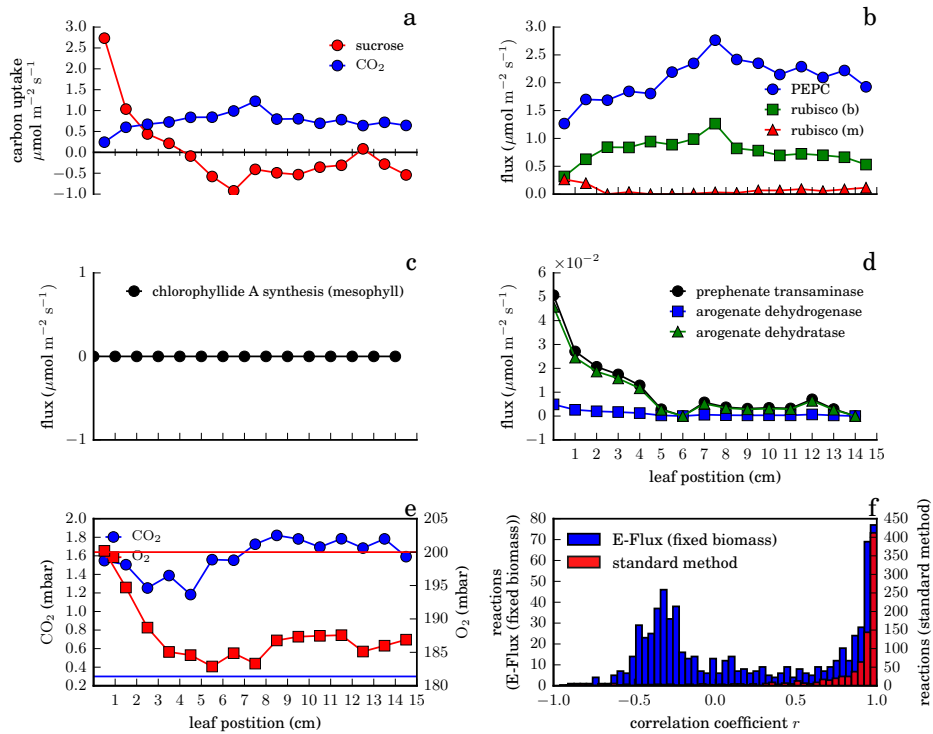 a
3.0
2.5
2.0
1.5
1.0
0.5
0.0
−0.5
−1.0
carbon uptake
μmol m⁻² s⁻¹
sucrose
CO₂
b
3.0
2.5
2.0
1.5
1.0
0.5
0.0
flux (μmol m⁻² s⁻¹)
PEPC
rubisco (b)
rubisco (m)
c
1
0
−1
flux (μmol m⁻² s⁻¹)
chlorophyllide A synthesis (mesophyll)
d
×10⁻²
6
5
4
3
2
1
0
−1
flux (μmol m⁻² s⁻¹)
prephenate transaminase
arogenate dehydrogenase
arogenate dehydratase
1 2 3 4 5 6 7 8 9 10 11 12 13 14 15
leaf postition (cm)
e
2.0
1.8
1.6
1.4
1.2
1.0
0.8
0.6
0.4
0.2
CO₂ (mbar)
CO₂
O₂
205
200
195
190
185
180
O₂ (mbar)
1 2 3 4 5 6 7 8 9 10 11 12 13 14 15
leaf postition (cm)
f
80
70
60
50
40
30
20
10
0
reactions
(E-Flux (fixed biomass))
E-Flux (fixed biomass)
standard method
450
400
350
300
250
200
150
100
50
0
reactions (standard method)
−1.0 −0.5 0.0 0.5 1.0
correlation coefficient r